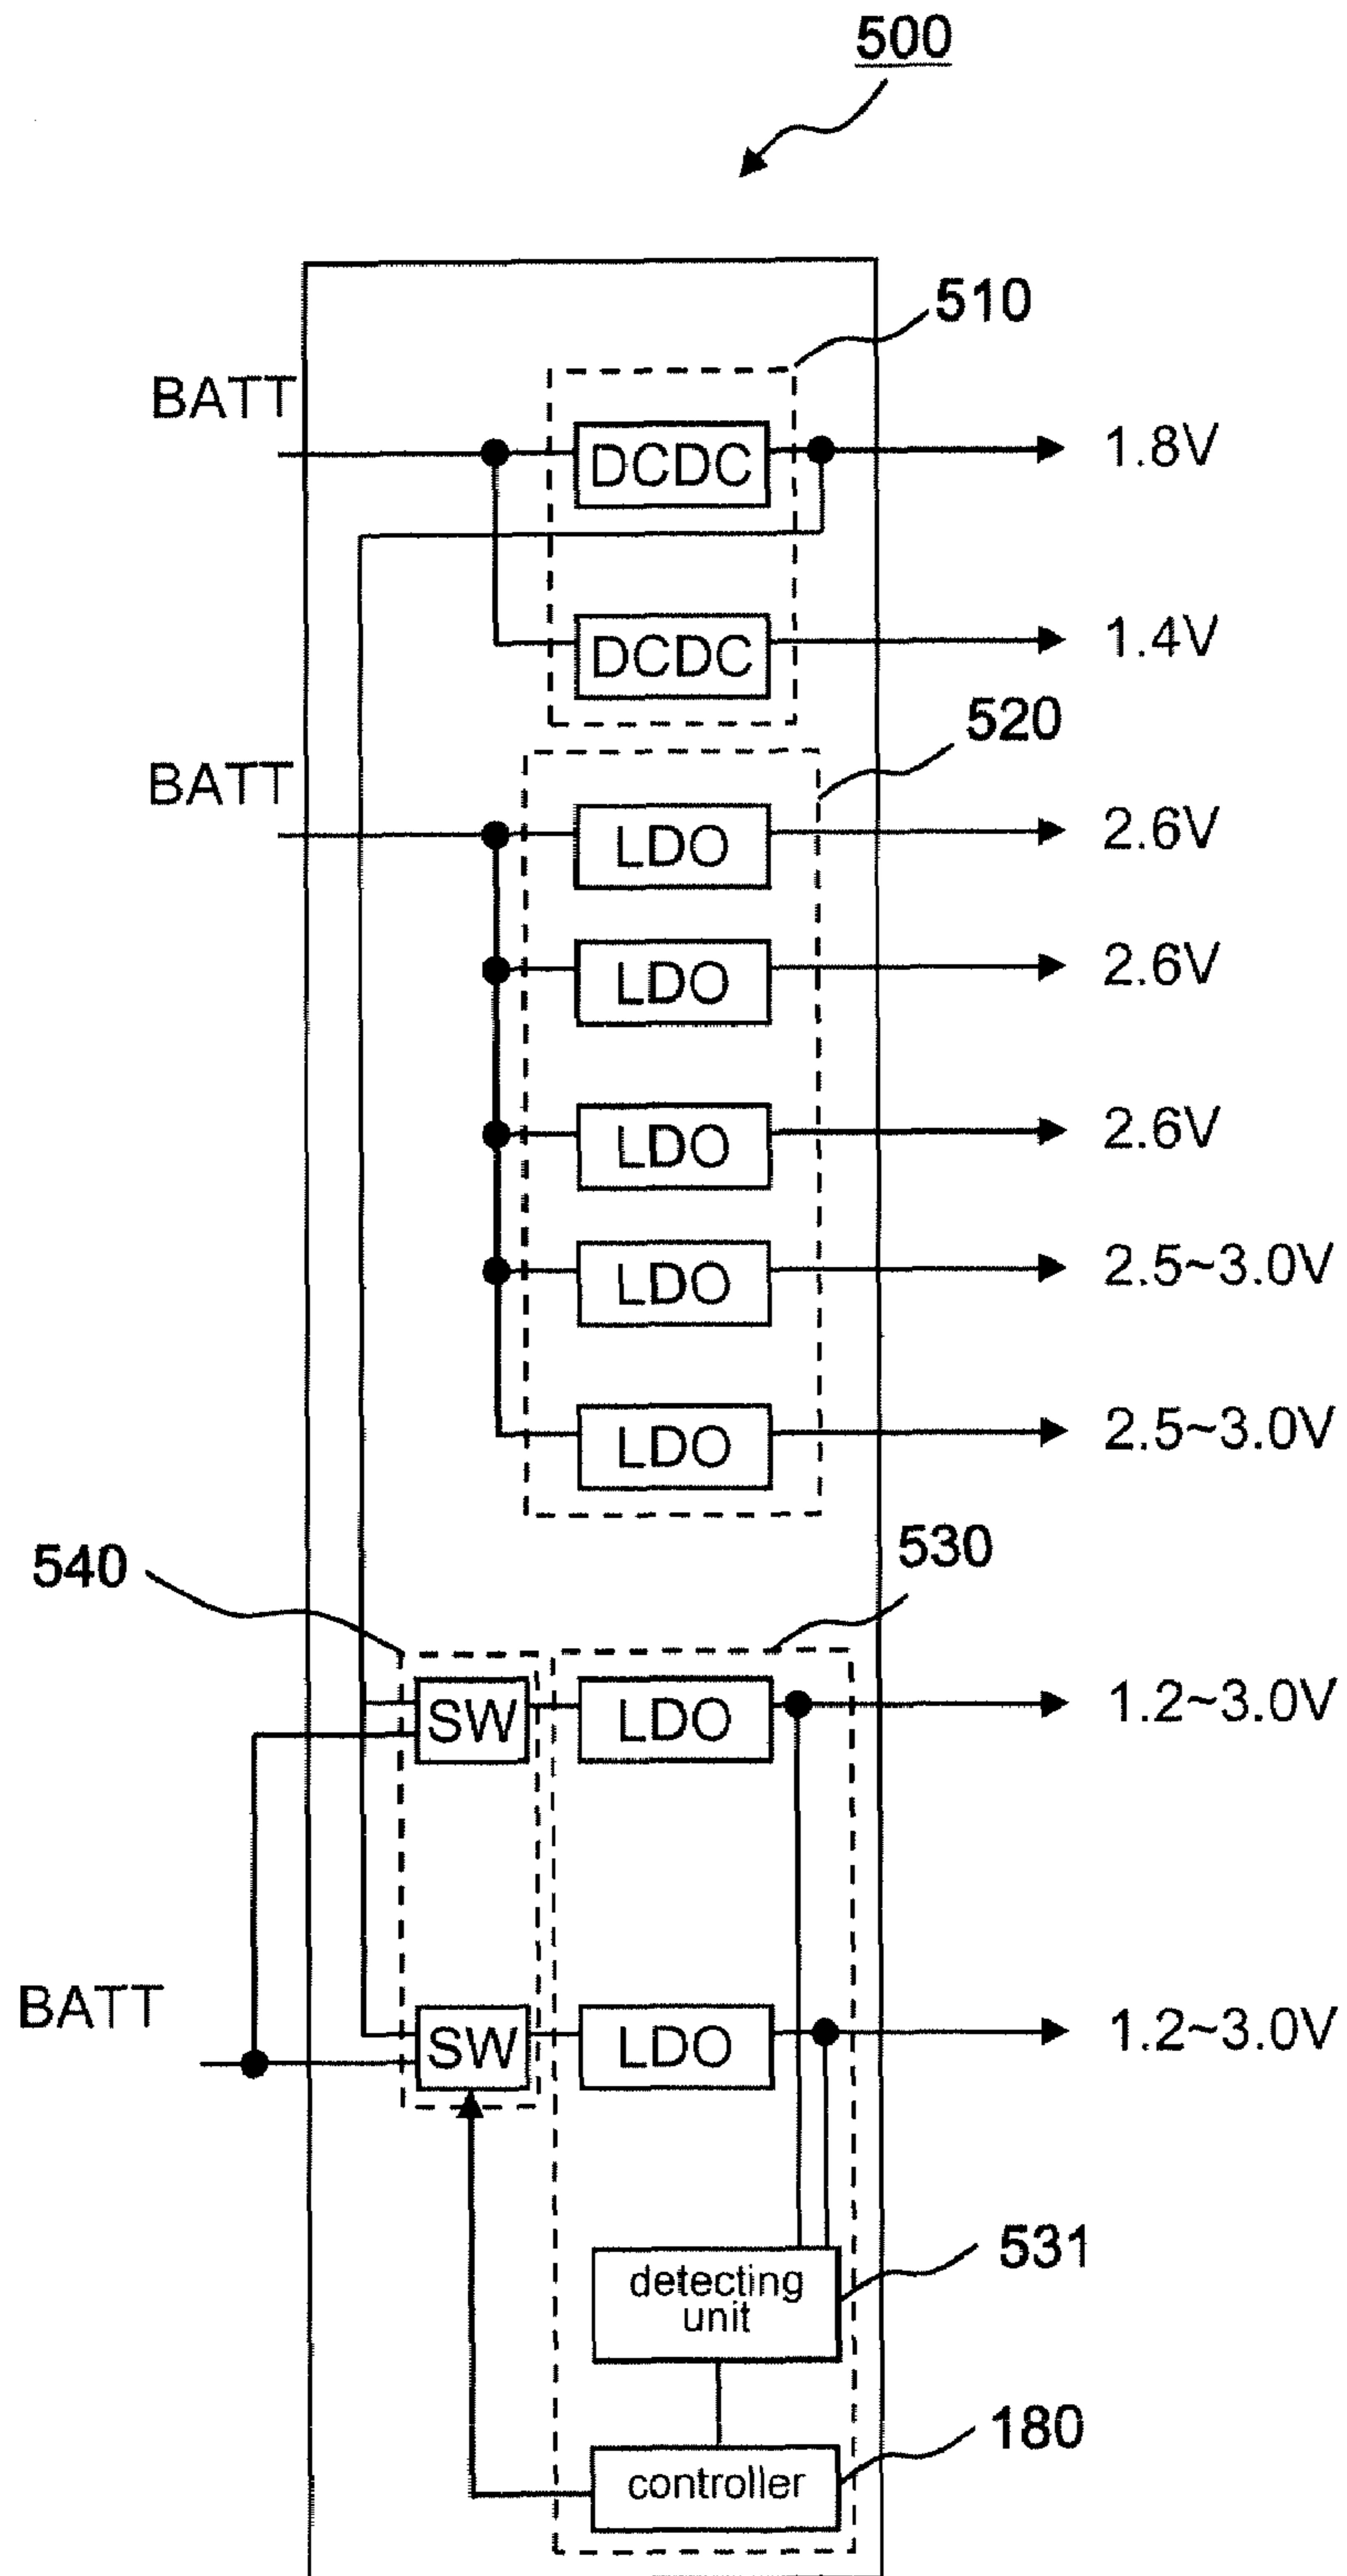 500
510
BATT
DCDC
1.8V
DCDC
1.4V
520
BATT
LDO
2.6V
LDO
2.6V
LDO
2.6V
LDO
2.5~3.0V
LDO
2.5~3.0V
530
540
SW
LDO
1.2~3.0V
BATT
SW
LDO
1.2~3.0V
detecting
unit
531
controller
180